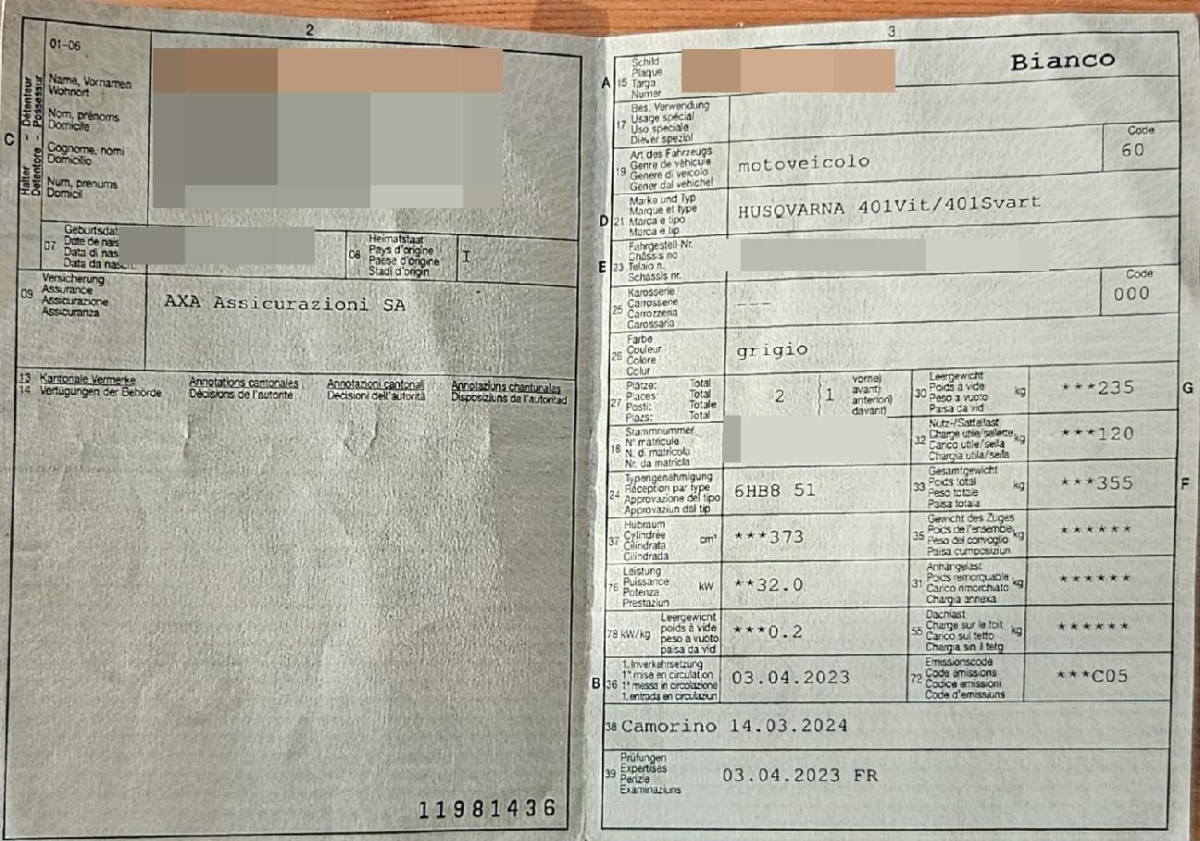 2
01-06
C
Halter - Détenteur
Detentore - Possessur
Name, Vornamen
Wohnort
Nom, prénoms
Domicile
Cognome, nomi
Domicilio
Num, prenums
Domicil
07
Geburtsdat
Date de nais
Data di nas
Data da nasch.
08
Heimatstaat
Pays d'origine
Paese d'origine
Stadi d'origin
I
09
Versicherung
Assurance
Assicurazione
Assicuranza
AXA Assicurazioni SA
13
14
Kantonale Vermerke
Verfügungen der Behörde
Annotations cantonales
Décisions de l'autorité
Annotazioni cantonali
Decisioni dell'autorità
Annotaziuns chantunalas
Disposiziuns de l'autoritad
11981436
3
A
15
Schild
Plaque
Targa
Numer
Bianco
17
Bes. Verwendung
Usage spécial
Uso speciale
Diever spezial
19
Art des Fahrzeugs
Genre de véhicule
Genere di veicolo
Gener dal vehichel
motoveicolo
Code
60
D
21
Marke und Typ
Marque et type
Marca e tipo
Marca e tip
HUSQVARNA 401Vit/401Svart
E
23
Fahrgestell-Nr.
Châssis no
Telaio n.
Schassis nr.
25
Karosserie
Carrosserie
Carrozzeria
Carossaria
---
Code
000
26
Farbe
Couleur
Colore
Colur
grigio
27
Plätze: Total
Places: Total
Posti: Totale
Plazs: Total
2
1
vorne)
avant)
anteriori)
davant)
30
Leergewicht
Poids à vide
Peso a vuoto
Paisa da vid
kg
***235
G
18
Stammnummer
N° matricule
N. di matricola
Nr. da matricla
32
Nutz-/Sattellast
Charge utile/sellette
Carico utile/sella
Chargia utila/sella
kg
***120
24
Typengenehmigung
Réception par type
Approvazione del tipo
Approvaziun dal tip
6HB8 51
33
Gesamtgewicht
Poids total
Peso totale
Paisa totala
kg
***355
F
37
Hubraum
Cylindrée
Cilindrata
Cilindrada
cm³
***373
35
Gewicht des Zuges
Poids de l'ensemble
Peso del convoglio
Paisa cumposiziun
kg
******
76
Leistung
Puissance
Potenza
Prestaziun
kW
**32.0
31
Anhängelast
Poids remorquable
Carico rimorchiato
Chargia annexa
kg
******
78 kW/kg
Leergewicht
poids à vide
peso a vuoto
paisa da vid
***0.2
55
Dachlast
Charge sur le toit
Carico sul tetto
Chargia sin il tetg
kg
******
B
36
1. Inverkehrsetzung
1re mise en circulation
1a messa in circolazione
1. entrada en circulaziun
03.04.2023
72
Emissionscode
Code émissions
Codice emissioni
Code d'emissiuns
***C05
38
Camorino 14.03.2024
39
Prüfungen
Expertises
Perizie
Examinaziuns
03.04.2023 FR